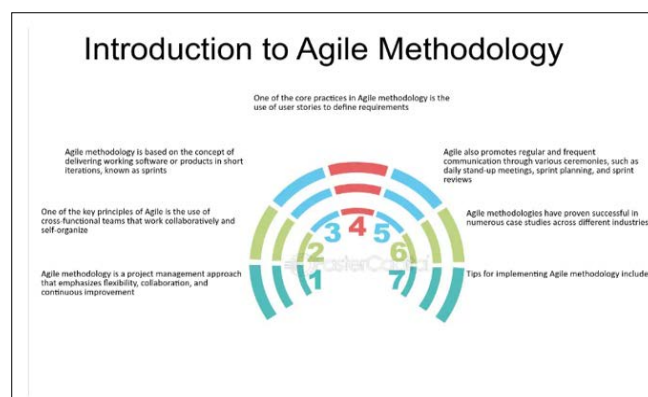 Introduction to Agile Methodology
One of the core practices in Agile methodology is the
use of user stories to define requirements
Agile methodology is based on the concept of
delivering working software or products in short
iterations, known as sprints
Agile also promotes regular and frequent
communication through various ceremonies, such as
daily stand-up meetings, sprint planning, and sprint
reviews
One of the key principles of Agile is the use of
cross-functional teams that work collaboratively and
self-organize
Agile methodologies have proven successful in
numerous case studies across different industries
Agile methodology is a project management approach
that emphasizes flexibility, collaboration, and
continuous improvement
Tips for implementing Agile methodology include
1
2
3
4
5
6
7
FasterCapital